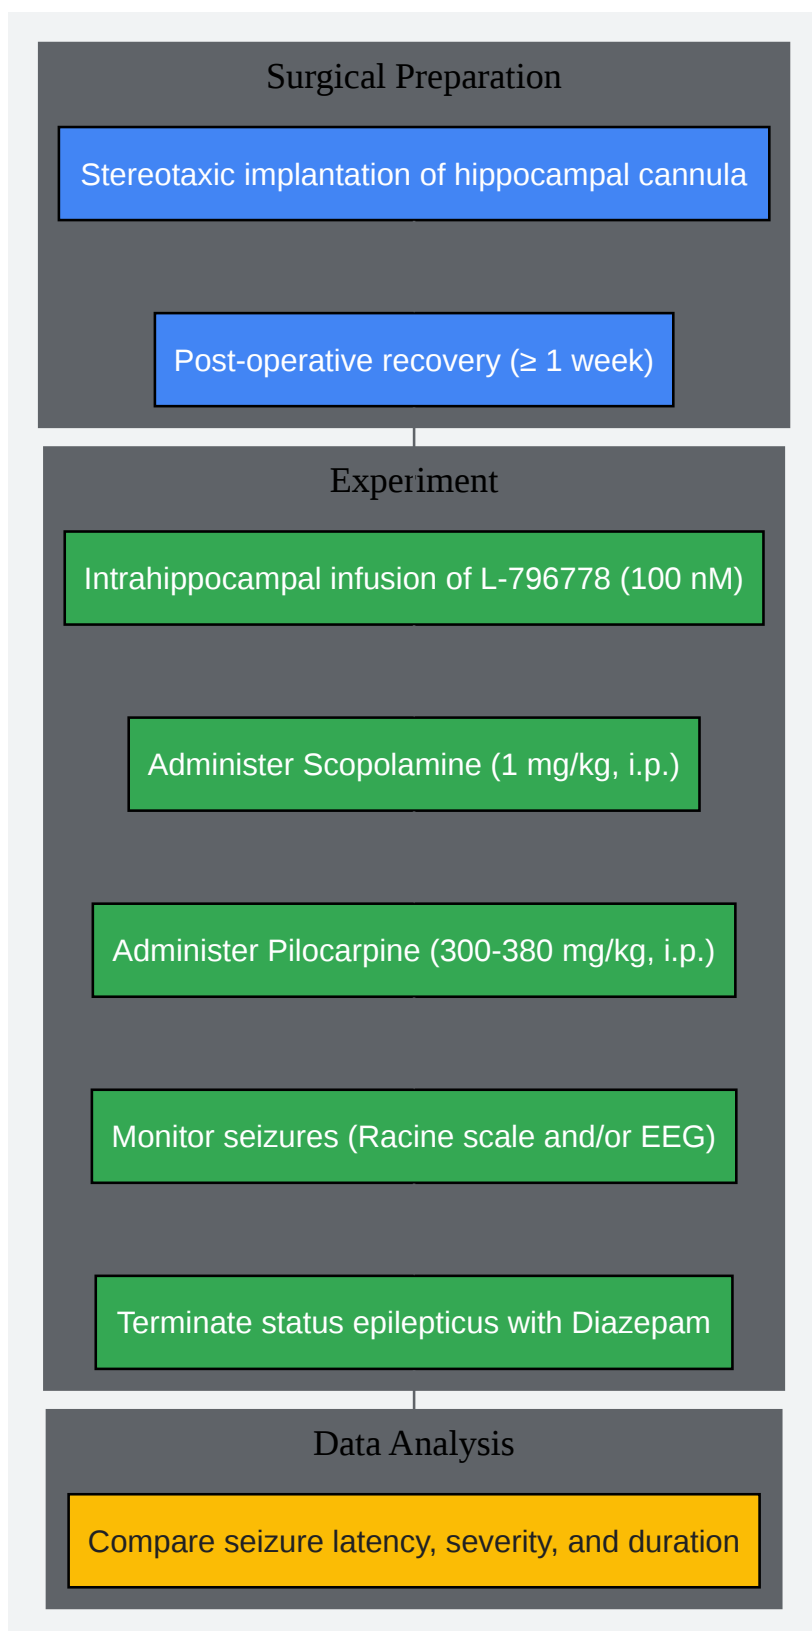 Surgical Preparation
Stereotaxic implantation of hippocampal cannula
Post-operative recovery (≥ 1 week)
Experiment
Intrahippocampal infusion of L-796778 (100 nM)
Administer Scopolamine (1 mg/kg, i.p.)
Administer Pilocarpine (300-380 mg/kg, i.p.)
Monitor seizures (Racine scale and/or EEG)
Terminate status epilepticus with Diazepam
Data Analysis
Compare seizure latency, severity, and duration